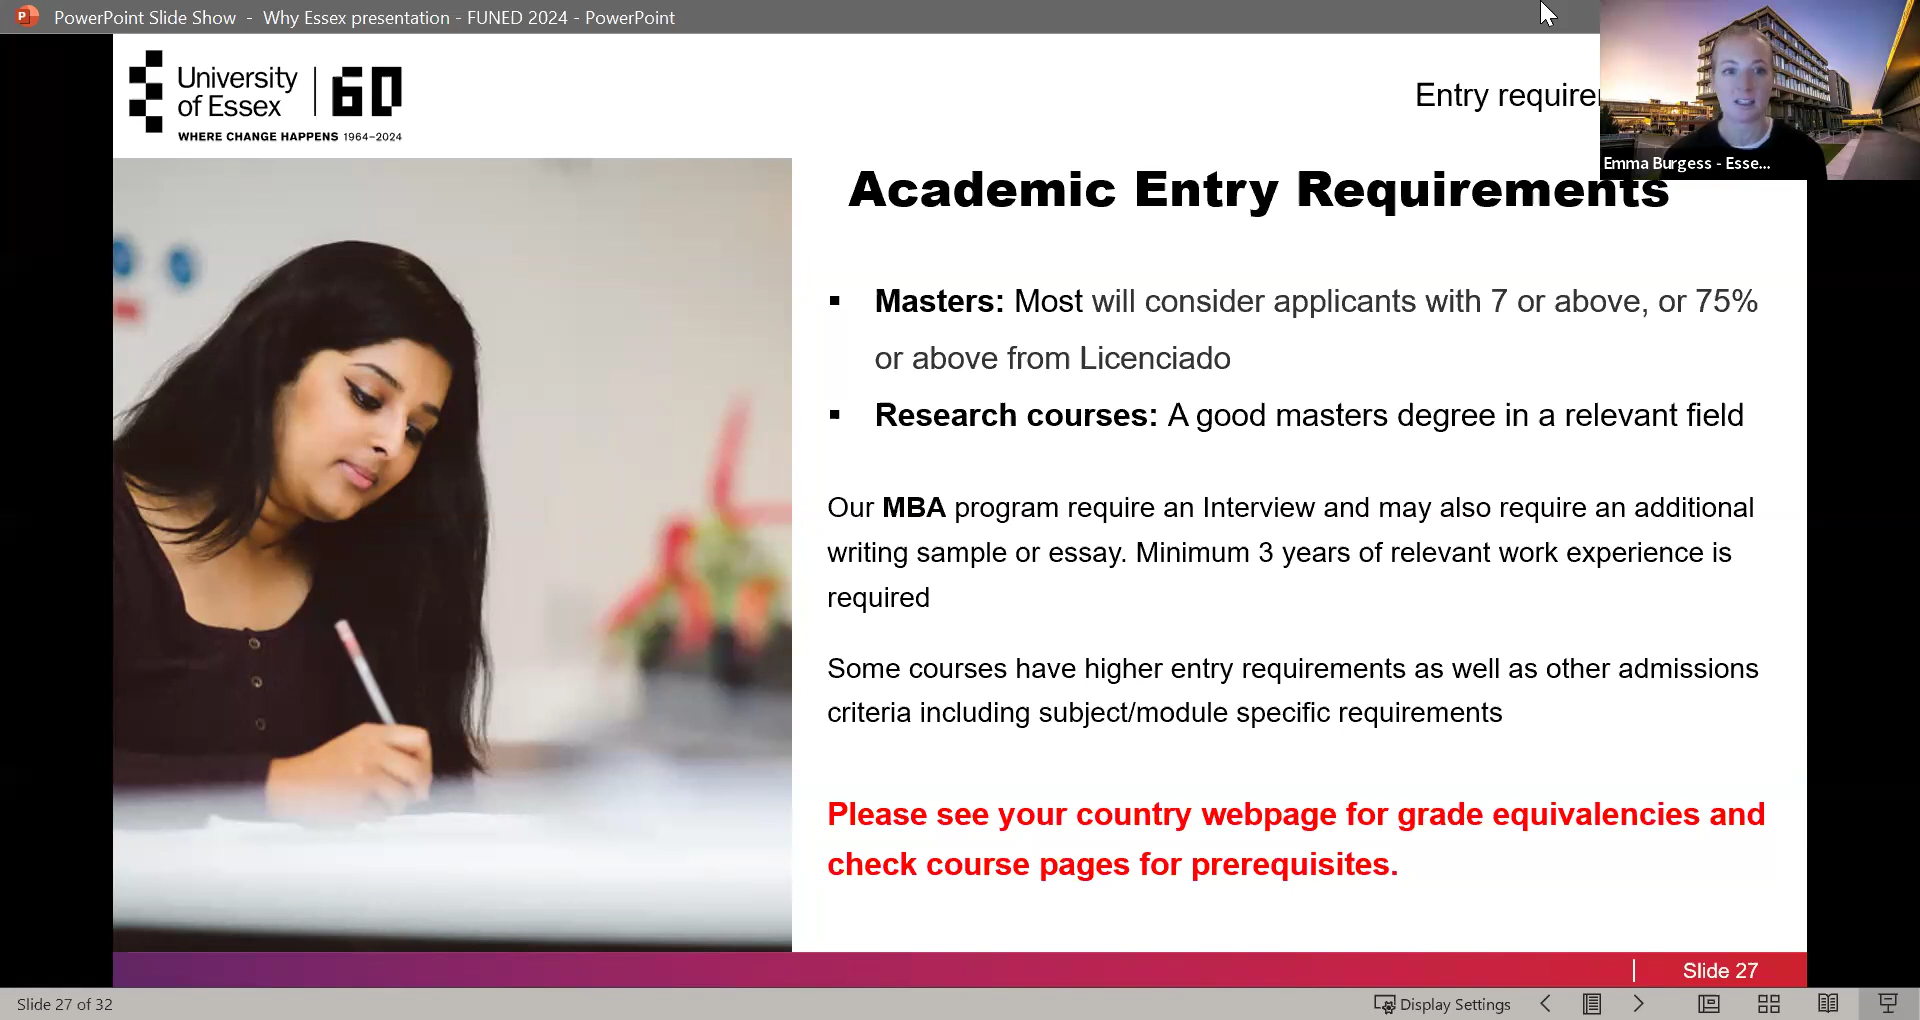 PowerPoint Slide Show - Why Essex presentation - FUNED 2024 - PowerPoint
University
of Essex
60
WHERE CHANGE HAPPENS 1964–2024
Entry
Emma Burgess - Esse...
Academic Entry Requirements
▪ Masters: Most will consider applicants with 7 or above, or 75%
or above from Licenciado
▪ Research courses: A good masters degree in a relevant field
Our MBA program require an Interview and may also require an additional
writing sample or essay. Minimum 3 years of relevant work experience is
required
Some courses have higher entry requirements as well as other admissions
criteria including subject/module specific requirements
Please see your country webpage for grade equivalencies and
check course pages for prerequisites.
Slide 27
Slide 27 of 32
Display Settings